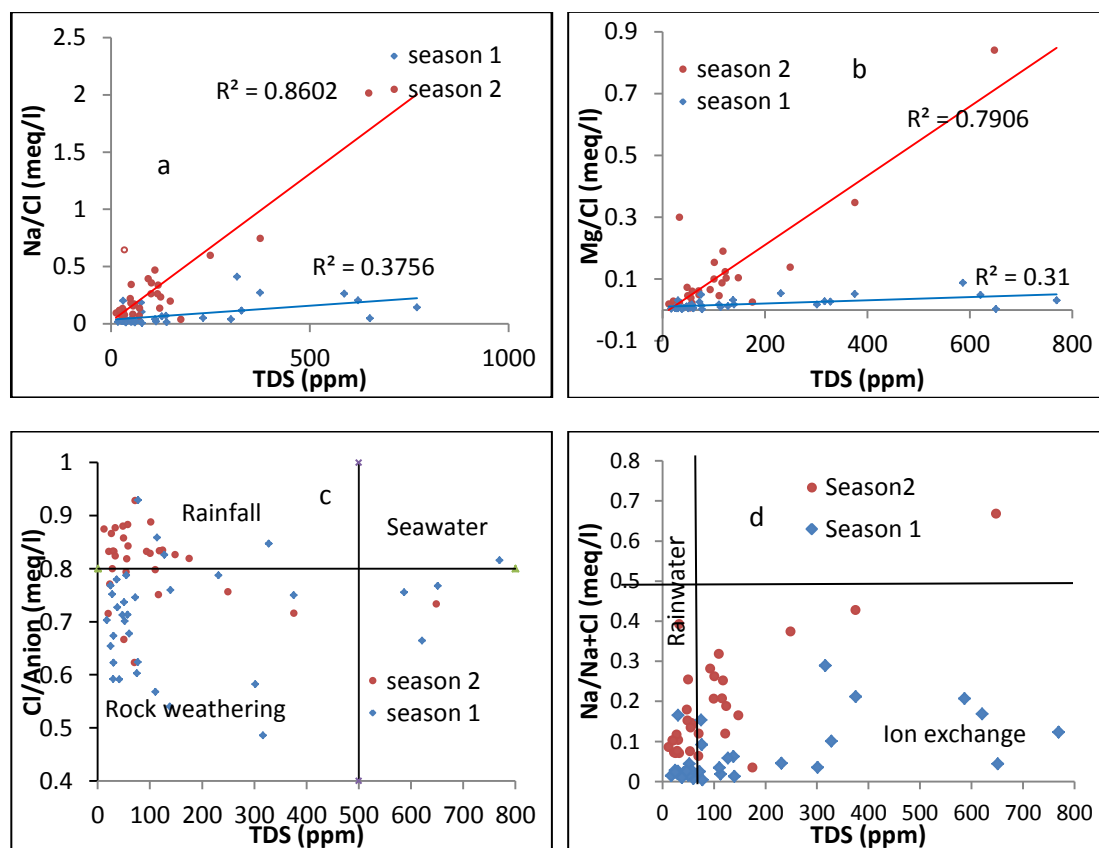 2.5
2
1.5
1
0.5
0
0
500
1000
Na/Cl (meq/l)
TDS (ppm)
season 1
season 2
R² = 0.8602
a
R² = 0.3756
0.9
0.7
0.5
0.3
0.1
-0.1
0
200
400
600
800
Mg/Cl (meq/l)
TDS (ppm)
season 2
season 1
b
R² = 0.7906
R² = 0.31
1
0.9
0.8
0.7
0.6
0.5
0.4
0
100
200
300
400
500
600
700
800
Cl/Anion (meq/l)
TDS (ppm)
c
Rainfall
Seawater
Rock weathering
season 2
season 1
0.8
0.7
0.6
0.5
0.4
0.3
0.2
0.1
0
0
100
200
300
400
500
600
700
800
Na/Na+Cl (meq/l)
TDS (ppm)
Season2
Season 1
d
Rainwater
Ion exchange